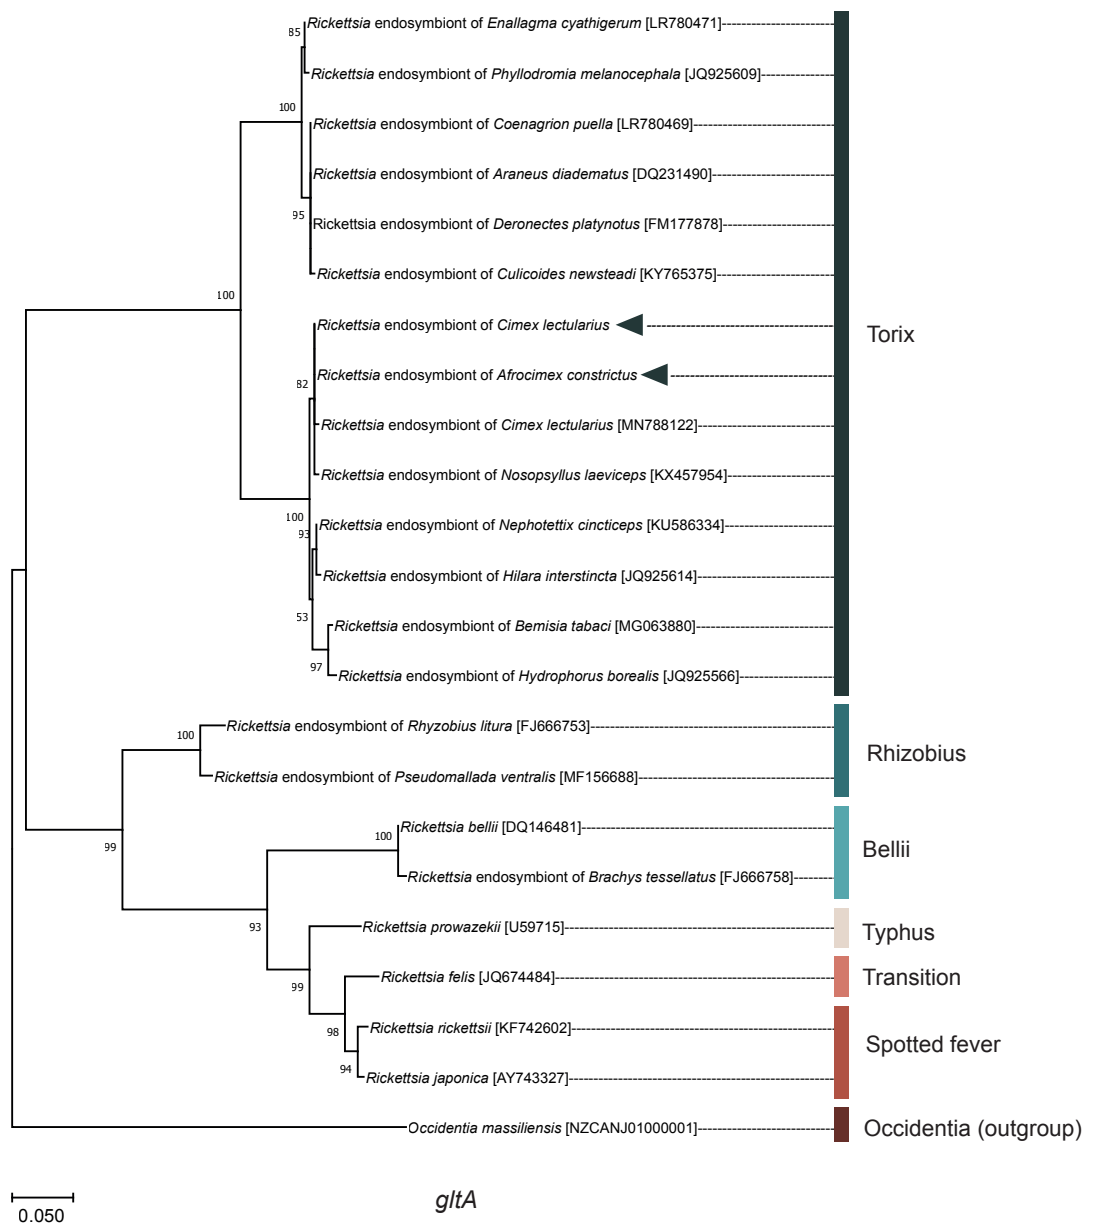 85
Rickettsia endosymbiont of Enallagma cyathigerum [LR780471]
Rickettsia endosymbiont of Phyllodromia melanocephala [JQ925609]
100
Rickettsia endosymbiont of Coenagrion puella [LR780469]
Rickettsia endosymbiont of Araneus diadematus [DQ231490]
95
Rickettsia endosymbiont of Deronectes platynotus [FM177878]
Rickettsia endosymbiont of Culicoides newsteadi [KY765375]
100
Rickettsia endosymbiont of Cimex lectularius
Torix
82
Rickettsia endosymbiont of Afrocimex constrictus
Rickettsia endosymbiont of Cimex lectularius [MN788122]
Rickettsia endosymbiont of Nosopsyllus laeviceps [KX457954]
100
93
Rickettsia endosymbiont of Nephotettix cincticeps [KU586334]
Rickettsia endosymbiont of Hilara interstincta [JQ925614]
53
Rickettsia endosymbiont of Bemisia tabaci [MG063880]
97
Rickettsia endosymbiont of Hydrophorus borealis [JQ925566]
Rickettsia endosymbiont of Rhyzobius litura [FJ666753]
100
Rhizobius
Rickettsia endosymbiont of Pseudomallada ventralis [MF156688]
Rickettsia bellii [DQ146481]
100
99
Bellii
Rickettsia endosymbiont of Brachys tessellatus [FJ666758]
93
Rickettsia prowazekii [U59715]
Typhus
Rickettsia felis [JQ674484]
Transition
99
Rickettsia rickettsii [KF742602]
98
Spotted fever
94
Rickettsia japonica [AY743327]
Occidentia massiliensis [NZCANJ01000001]
Occidentia (outgroup)
gltA
0.050